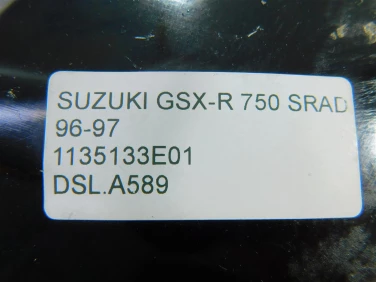 SUZUKI GSX-R 750 SRAD
96-97
1135133E01
DSL.A589